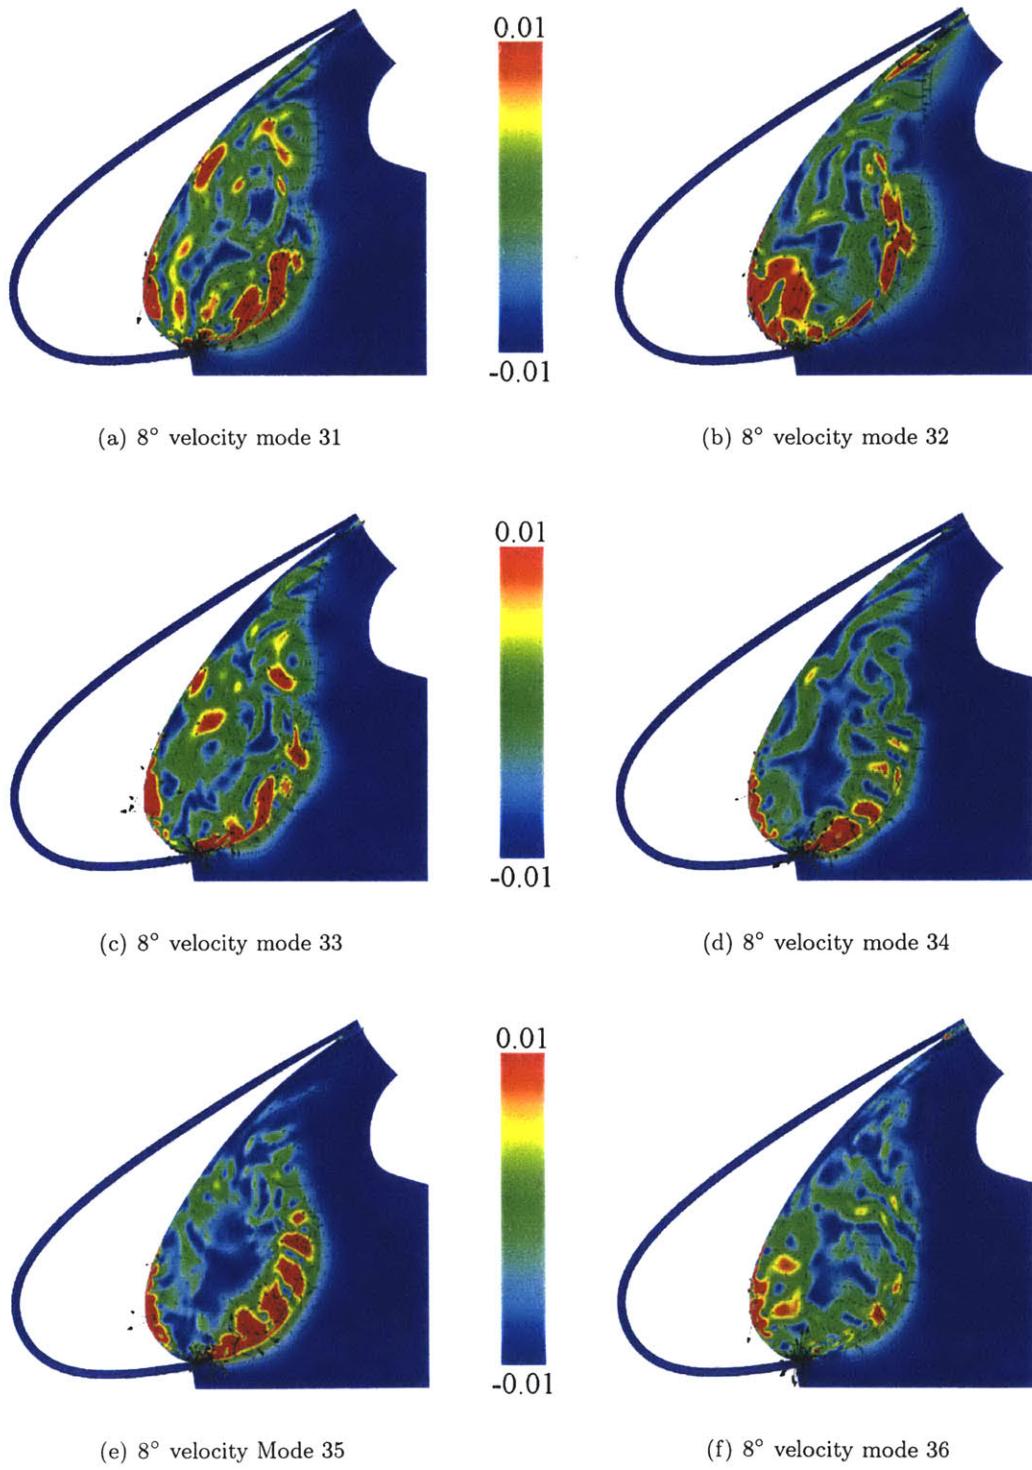 0.01
-0.01
(a) 8° velocity mode 31
(b) 8° velocity mode 32
0.01
-0.01
(c) 8° velocity mode 33
(d) 8° velocity mode 34
0.01
-0.01
(e) 8° velocity Mode 35
(f) 8° velocity mode 36